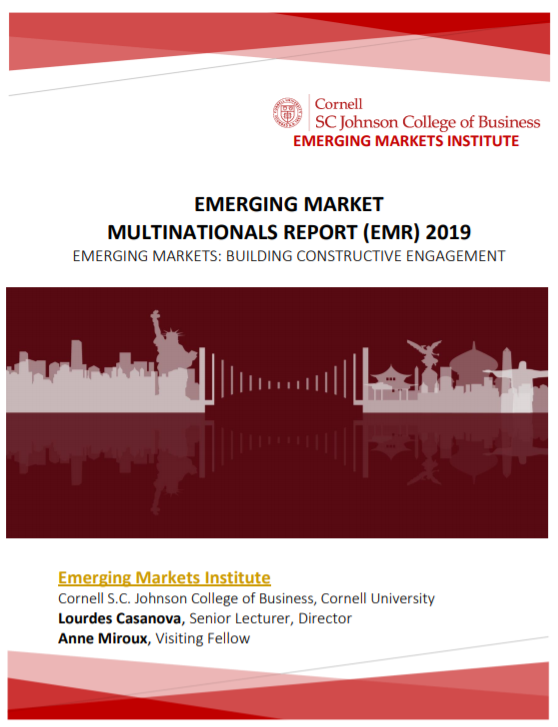 Cornell
SC Johnson College of Business
EMERGING MARKETS INSTITUTE
EMERGING MARKET
MULTINATIONALS REPORT (EMR) 2019
EMERGING MARKETS: BUILDING CONSTRUCTIVE ENGAGEMENT
Emerging Markets Institute
Cornell S.C. Johnson College of Business, Cornell University
Lourdes Casanova, Senior Lecturer, Director
Anne Miroux, Visiting Fellow